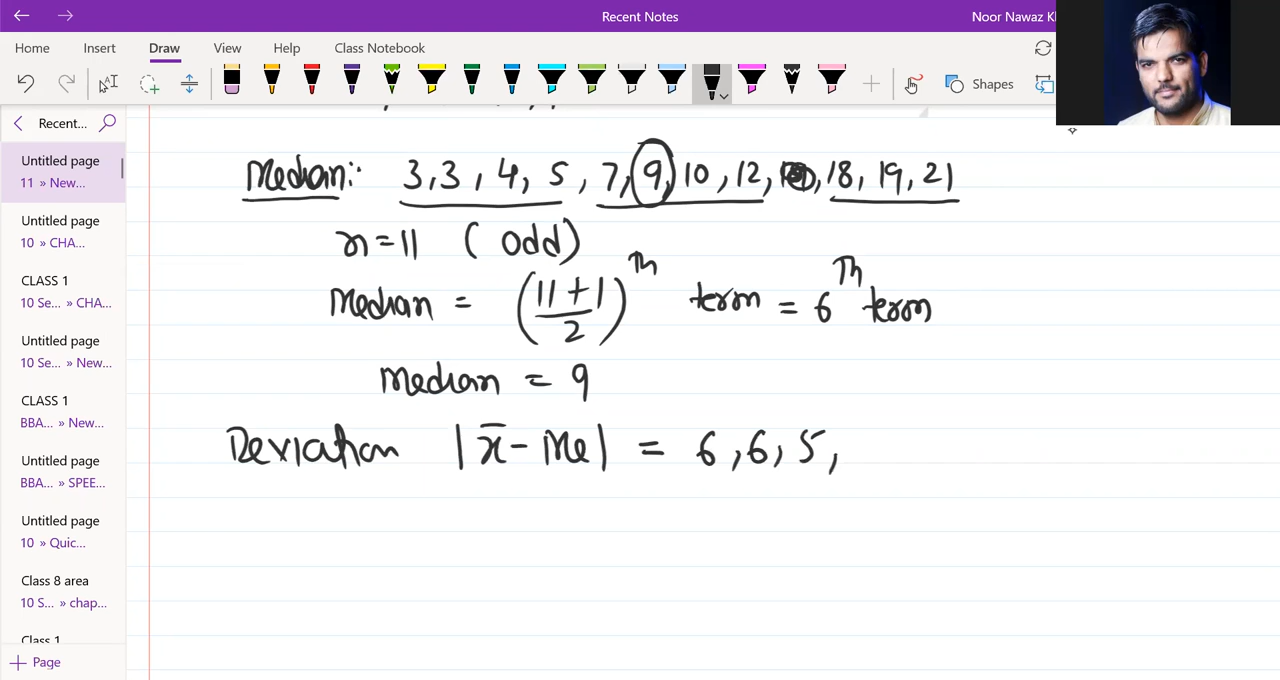 Recent Notes
Noor Nawaz Kh
Home Insert Draw View Help Class Notebook
Shapes
Recent...
Untitled page
11 » New...
Untitled page
10 » CHA...
CLASS 1
10 Se... » CHA...
Untitled page
10 Se... » New...
CLASS 1
BBA... » New...
Untitled page
BBA... » SPEE...
Untitled page
10 » Quic...
Class 8 area
10 S... » chap...
Class 1
+ Page
Median: 3, 3, 4, 5, 7, 9, 10, 12, 18, 19, 21
n = 11 (odd)
Median = (11+1/2)^Th term = 6^Th term
Median = 9
Deviation |x̄ - Me| = 6, 6, 5,